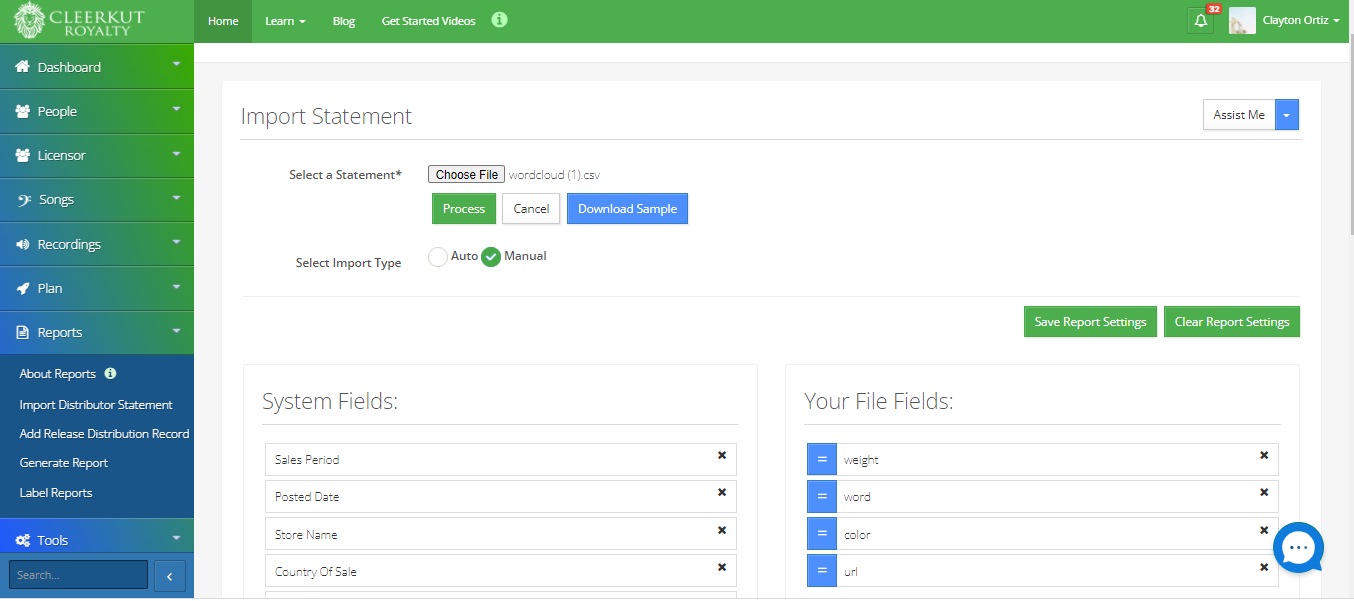 CLEERKUT
ROYALTY
Home
Learn
Blog
Get Started Videos
32
Clayton Ortiz
Dashboard
People
Licensor
Songs
Recordings
Plan
Reports
About Reports
Import Distributor Statement
Add Release Distribution Record
Generate Report
Label Reports
Tools
Search...
Import Statement
Assist Me
Select a Statement*
Choose File wordcloud (1).csv
Process
Cancel
Download Sample
Select Import Type
Auto
Manual
Save Report Settings
Clear Report Settings
System Fields:
Sales Period
Posted Date
Store Name
Country Of Sale
Your File Fields:
= weight
= word
= color
= url